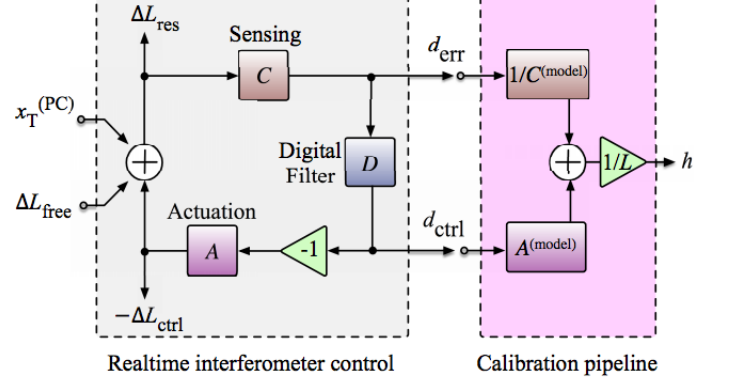 ΔL_res
Sensing
C
d_err
1/C^(model)
x_T^(PC)
Digital
Filter
D
1/L
h
ΔL_free
Actuation
A
-1
d_ctrl
A^(model)
−ΔL_ctrl
Realtime interferometer control
Calibration pipeline